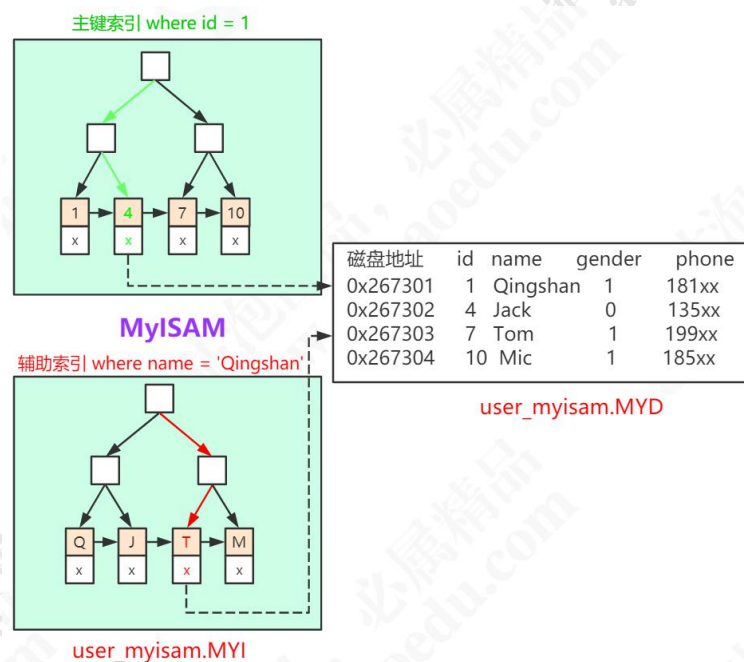 主键索引 where id = 1
1 4 7 10
x x x x
MyISAM
磁盘地址 id name gender phone
0x267301 1 Qingshan 1 181xx
0x267302 4 Jack 0 135xx
0x267303 7 Tom 1 199xx
0x267304 10 Mic 1 185xx
user_myisam.MYD
辅助索引 where name = 'Qingshan'
Q J T M
x x x x
user_myisam.MYI